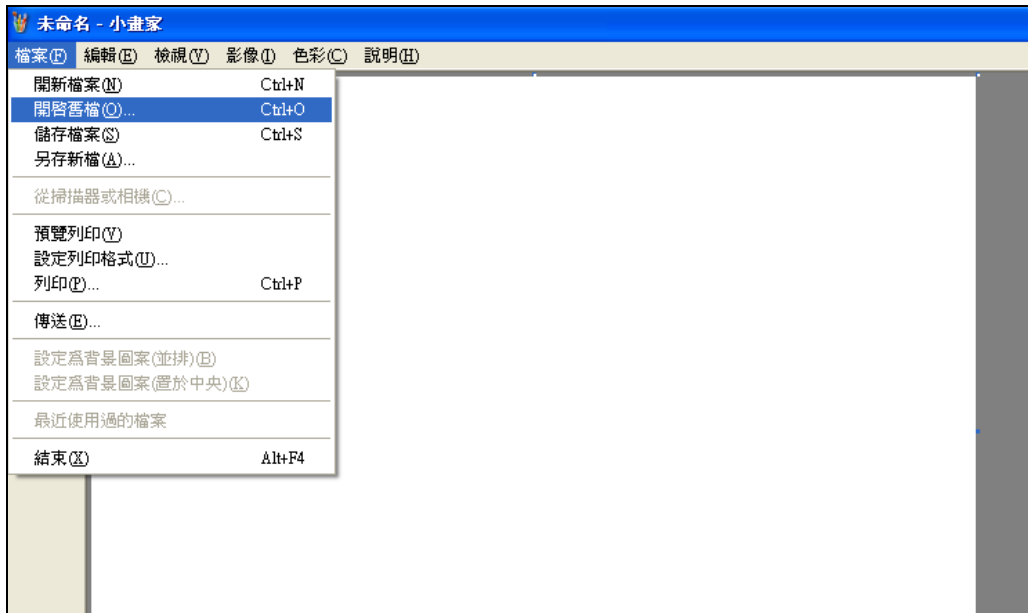 未命名 - 小畫家
檔案(F) 編輯(E) 檢視(V) 影像(I) 色彩(C) 說明(H)
開新檔案(N) Ctrl+N
開啓舊檔(O)... Ctrl+O
儲存檔案(S) Ctrl+S
另存新檔(A)...
從掃描器或相機(C)...
預覽列印(V)
設定列印格式(U)...
列印(P)... Ctrl+P
傳送(E)...
設定爲背景圖案(並排)(B)
設定爲背景圖案(置於中央)(K)
最近使用過的檔案
結束(X) Alt+F4